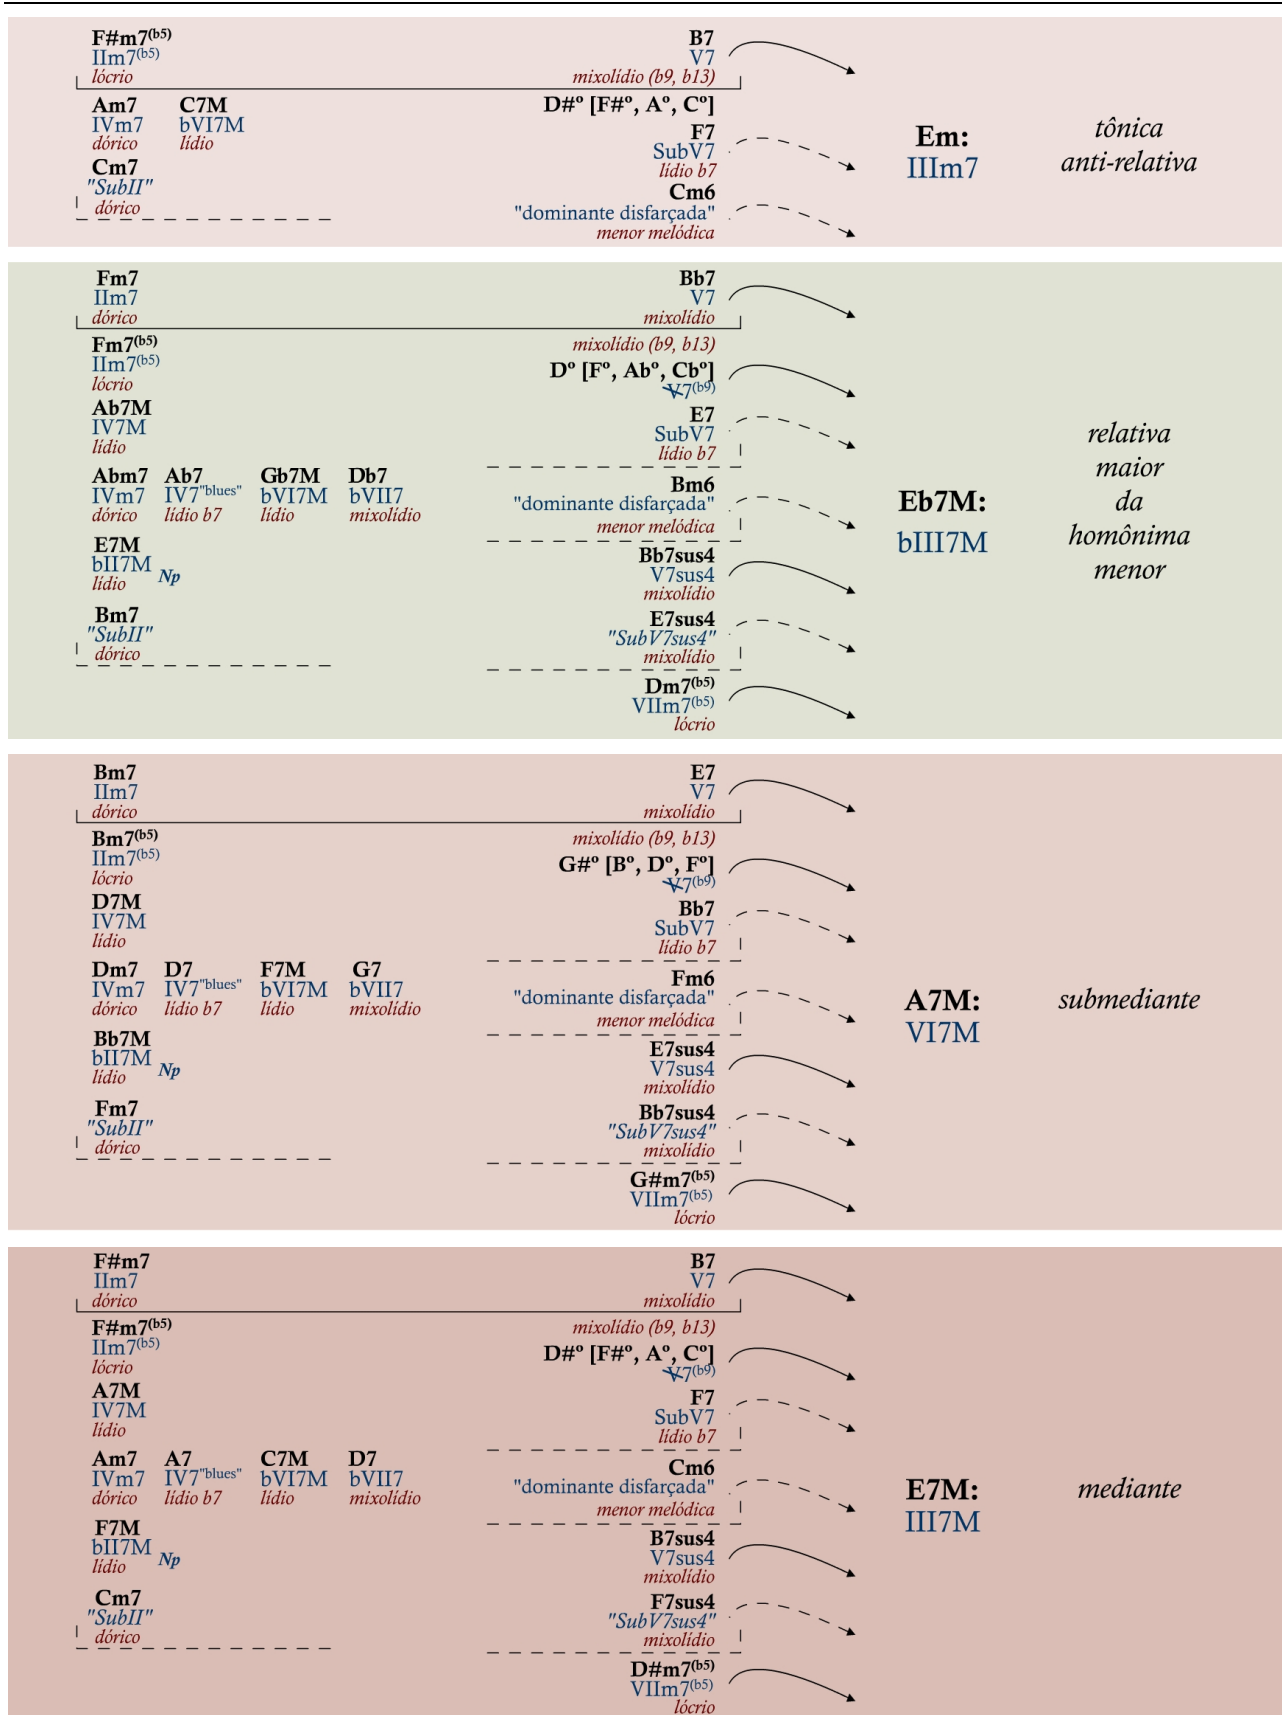 F#m7(b5) B7
IIm7(b5) V7
lócrio mixolídio (b9, b13)
Am7 C7M D#º [F#º, Aº, Cº]
IVm7 bVI7M F7
dórico lídio SubV7
Cm7 lídio b7
"SubII" Cm6
dórico "dominante disfarçada"
menor melódica
Em:
IIIm7
tônica
anti-relativa
Fm7 Bb7
IIm7 V7
dórico mixolídio
Fm7(b5) mixolídio (b9, b13)
IIm7(b5) Dº [Fº, Abº, Cbº]
lócrio V7(b9)
Ab7M E7
IV7M SubV7
lídio lídio b7
Abm7 Ab7 Gb7M Db7 Bm6
IVm7 IV7"blues" bVI7M bVII7 "dominante disfarçada"
dórico lídio b7 lídio mixolídio menor melódica
E7M Bb7sus4
bII7M Np V7sus4
lídio mixolídio
Bm7 E7sus4
"SubII" "SubV7sus4"
dórico mixolídio
Dm7(b5)
VIIm7(b5)
lócrio
Eb7M:
bIII7M
relativa
maior
da
homônima
menor
Bm7 E7
IIm7 V7
dórico mixolídio
Bm7(b5) mixolídio (b9, b13)
IIm7(b5) G#º [Bº, Dº, Fº]
lócrio V7(b9)
D7M Bb7
IV7M SubV7
lídio lídio b7
Dm7 D7 F7M G7 Fm6
IVm7 IV7"blues" bVI7M bVII7 "dominante disfarçada"
dórico lídio b7 lídio mixolídio menor melódica
Bb7M E7sus4
bII7M Np V7sus4
lídio mixolídio
Fm7 Bb7sus4
"SubII" "SubV7sus4"
dórico mixolídio
G#m7(b5)
VIIm7(b5)
lócrio
A7M:
VI7M
submediante
F#m7 B7
IIm7 V7
dórico mixolídio
F#m7(b5) mixolídio (b9, b13)
IIm7(b5) D#º [F#º, Aº, Cº]
lócrio V7(b9)
A7M F7
IV7M SubV7
lídio lídio b7
Am7 A7 C7M D7 Cm6
IVm7 IV7"blues" bVI7M bVII7 "dominante disfarçada"
dórico lídio b7 lídio mixolídio menor melódica
F7M B7sus4
bII7M Np V7sus4
lídio mixolídio
Cm7 F7sus4
"SubII" "SubV7sus4"
dórico mixolídio
D#m7(b5)
VIIm7(b5)
lócrio
E7M:
III7M
mediante